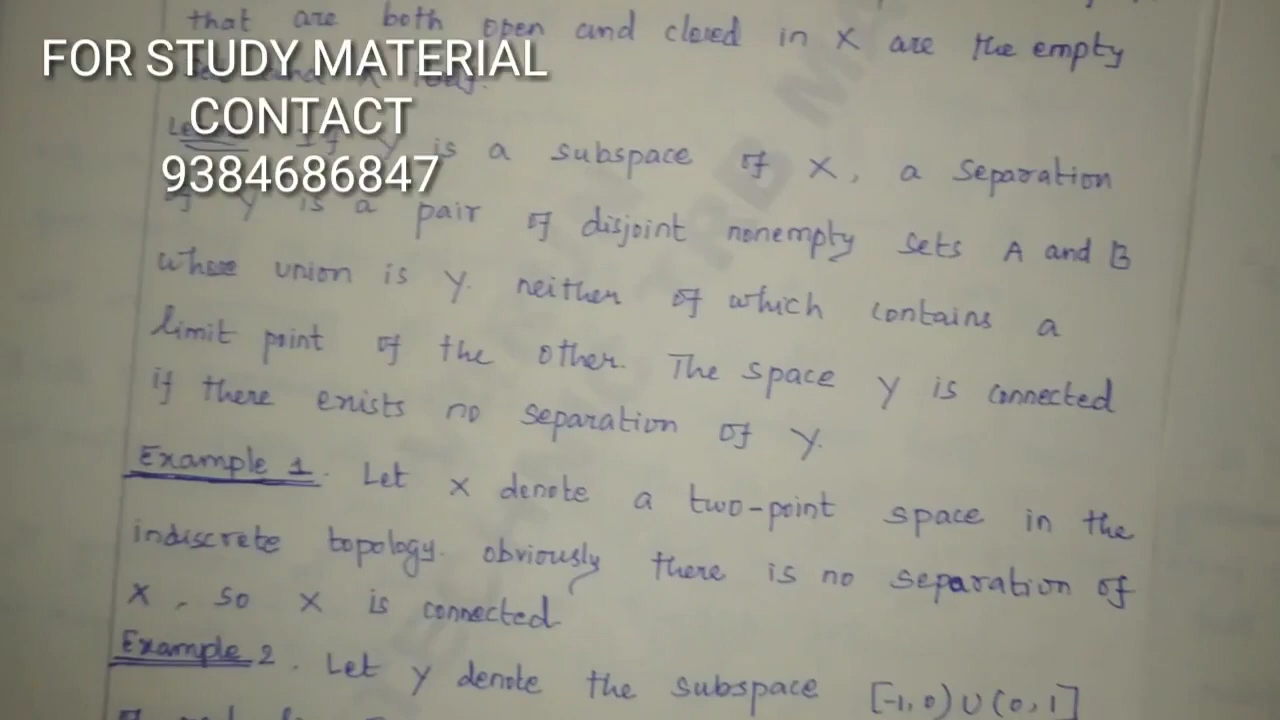 that are both open and closed in X are the empty
FOR STUDY MATERIAL
CONTACT
9384686847
If Y is a subspace of X, a separation
of Y is a pair of disjoint nonempty sets A and B
whose union is Y. neither of which contains a
limit point of the other. The space Y is connected
if there exists no separation of Y.
Example 1. Let X denote a two-point space in the
indiscrete topology. obviously there is no separation of
X, so X is connected
Example 2. Let Y denote the subspace [-1,0) ∪ (0,1]